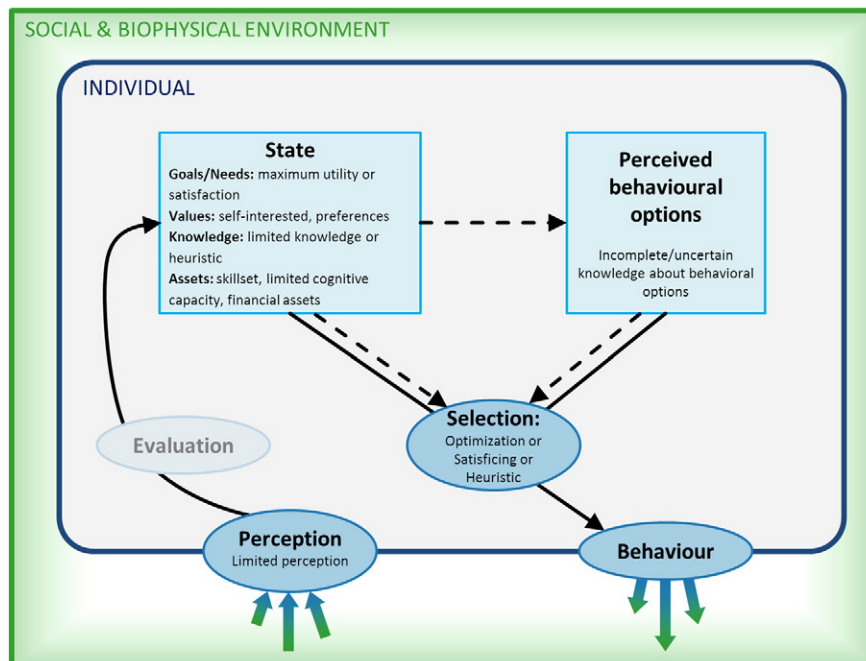 SOCIAL & BIOPHYSICAL ENVIRONMENT
INDIVIDUAL
State
Goals/Needs: maximum utility or
satisfaction
Values: self-interested, preferences
Knowledge: limited knowledge or
heuristic
Assets: skillset, limited cognitive
capacity, financial assets
Perceived
behavioural
options
Incomplete/uncertain
knowledge about behavioral
options
Evaluation
Selection:
Optimization or
Satisficing or
Heuristic
Perception
Limited perception
Behaviour